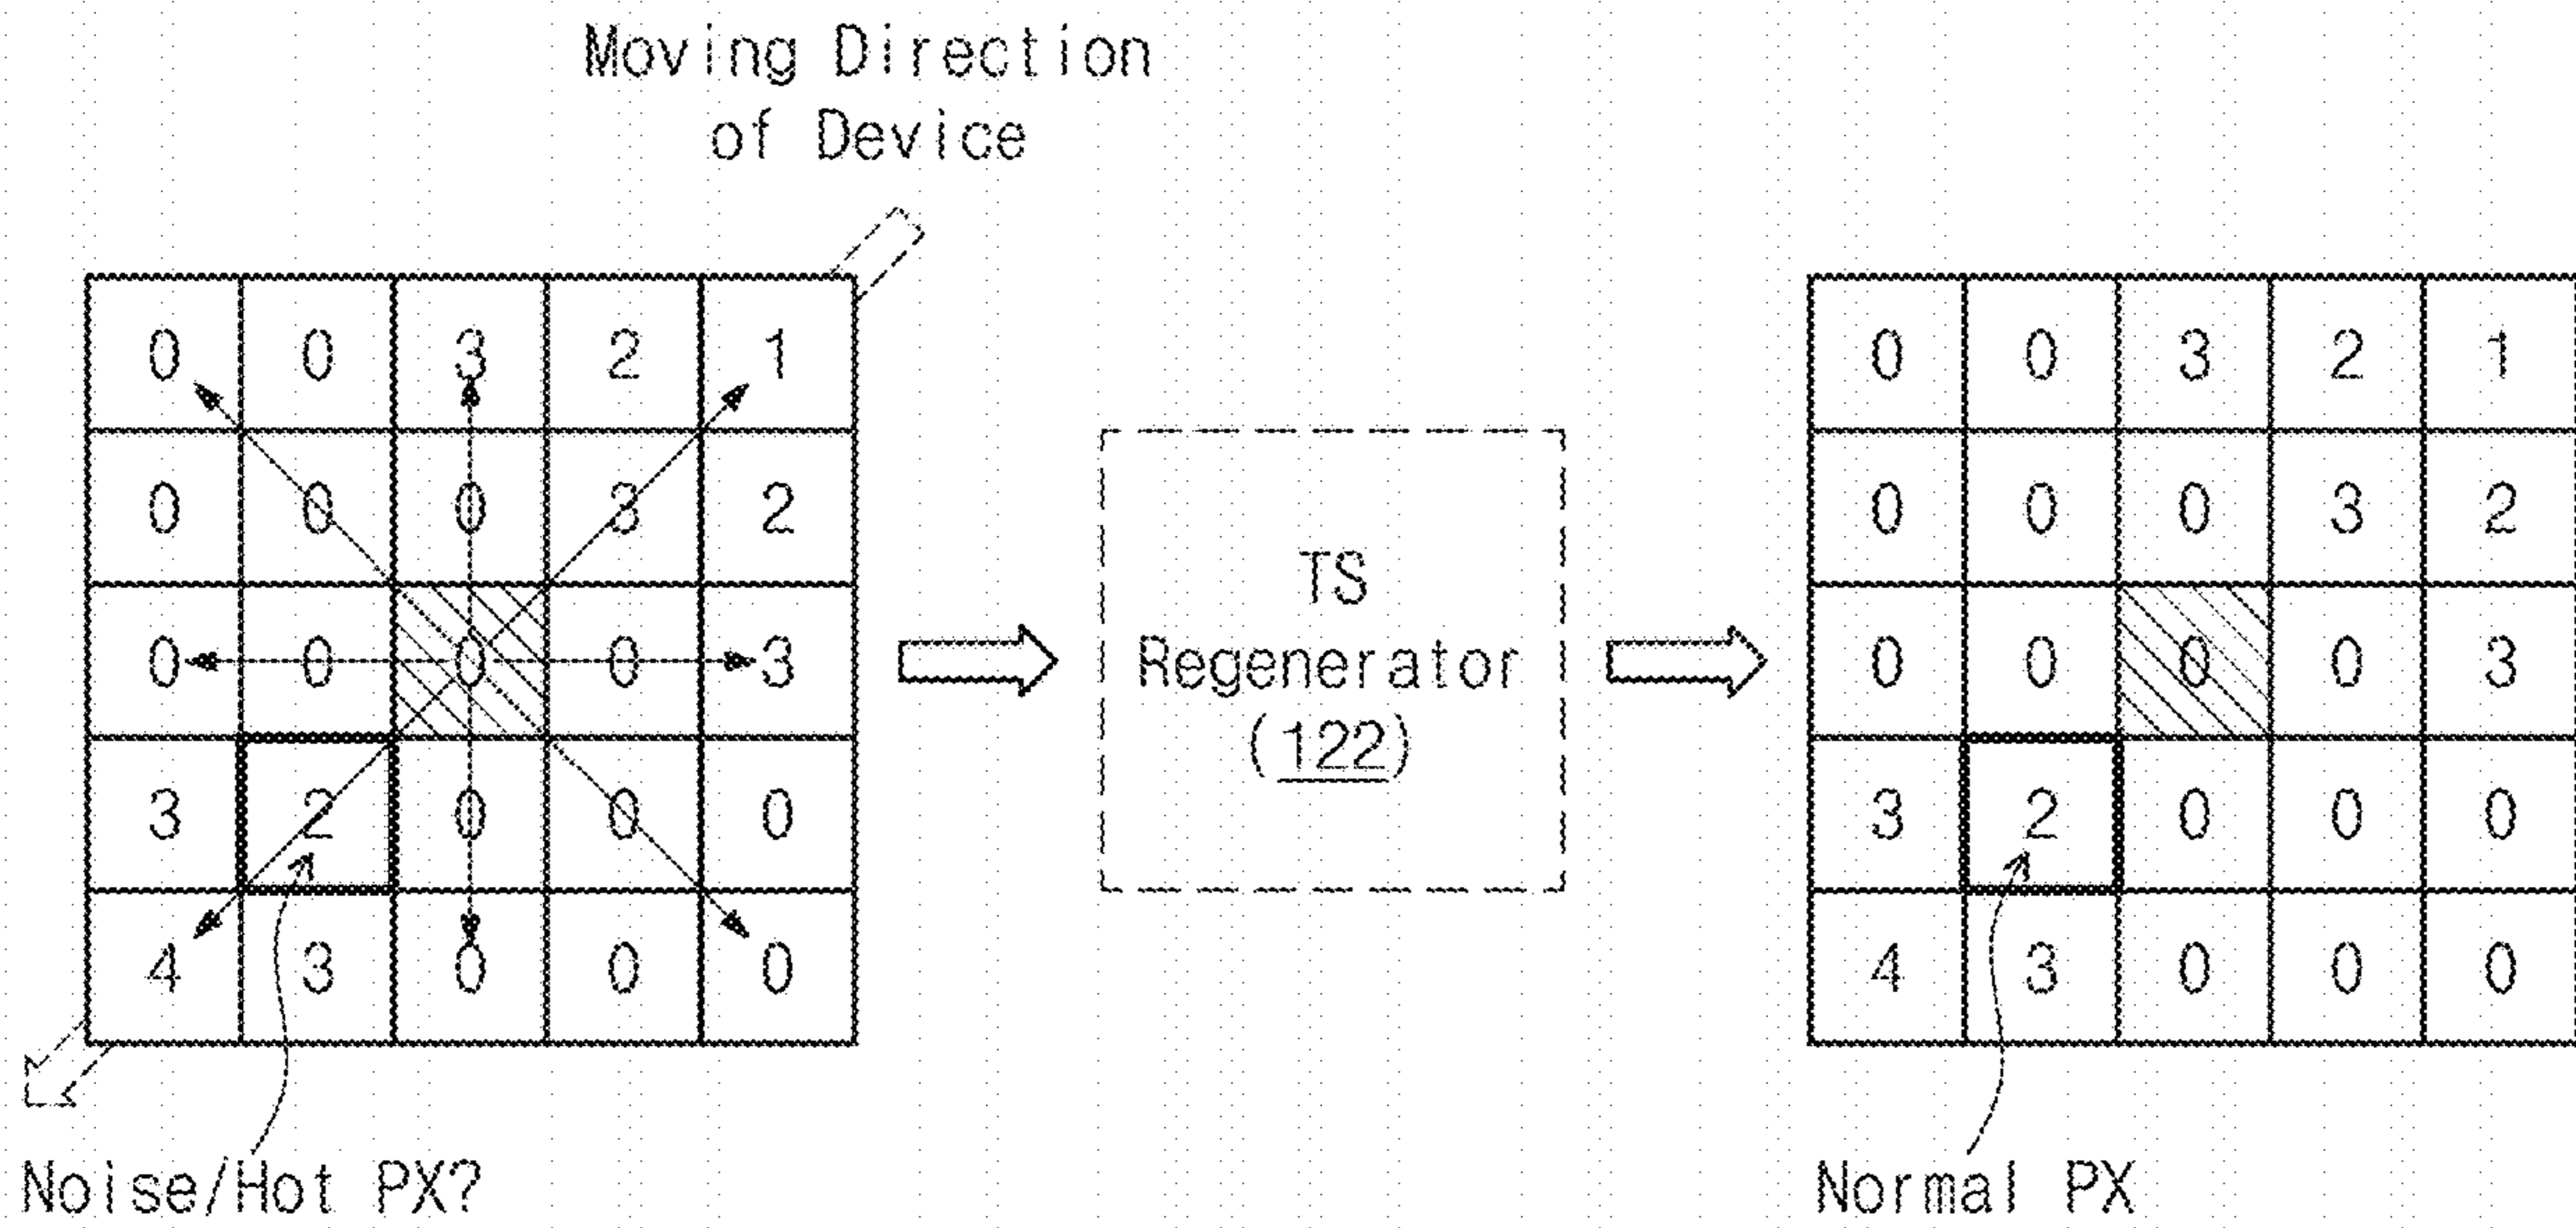 Moving Direction
of Device
0 0 3 2 1
0 0 0 3 2
0 0 0 0 3
3 2 0 0 0
4 3 0 0 0
Noise/Hot PX?
TS
Regenerator
(122)
0 0 3 2 1
0 0 0 3 2
0 0 0 0 3
3 2 0 0 0
4 3 0 0 0
Normal PX